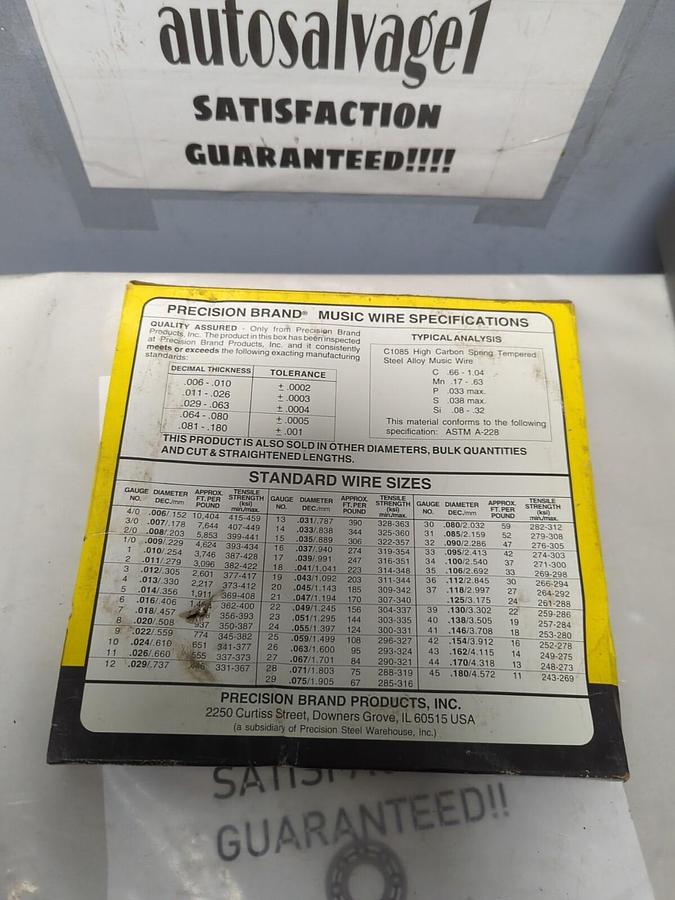 autosalvage1
SATISFACTION
GUARANTEED!!!!
PRECISION BRAND® MUSIC WIRE SPECIFICATIONS
QUALITY ASSURED - Only from Precision Brand
Products, Inc. The product in this box has been inspected
at Precision Brand Products, Inc. and it consistently
meets or exceeds the following exacting manufacturing
standards:
DECIMAL THICKNESS TOLERANCE
.006 - .010 ± .0002
.011 - .026 ± .0003
.029 - .063 ± .0004
.064 - .080 ± .0005
.081 - .180 ± .001
TYPICAL ANALYSIS
C1085 High Carbon Spring Tempered
Steel Alloy Music Wire
C .66 - 1.04
Mn .17 - .63
P .033 max.
S .038 max.
Si .08 - .32
This material conforms to the following
specification: ASTM A-228
THIS PRODUCT IS ALSO SOLD IN OTHER DIAMETERS, BULK QUANTITIES
AND CUT & STRAIGHTENED LENGTHS.
STANDARD WIRE SIZES
GAUGE NO. DIAMETER DEC./mm APPROX. FT. PER POUND TENSILE STRENGTH (ksi) min./max.
4/0 .006/.152 10,404 415-459
3/0 .007/.178 7,644 407-449
2/0 .008/.203 5,853 399-441
1/0 .009/.229 4,624 393-434
1 .010/.254 3,746 387-428
2 .011/.279 3,096 382-422
3 .012/.305 2,601 377-417
4 .013/.330 2,217 373-412
5 .014/.356 1,911 369-408
6 .016/.406 362-400
7 .018/.457 356-393
8 .020/.508 937 350-387
9 .022/.559 774 345-382
10 .024/.610 651 341-377
11 .026/.660 555 337-373
12 .029/.737 331-367
GAUGE NO. DIAMETER DEC./mm APPROX. FT. PER POUND TENSILE STRENGTH (ksi) min./max.
13 .031/.787 390 328-363
14 .033/.838 344 325-360
15 .035/.889 306 322-357
16 .037/.940 274 319-354
17 .039/.991 247 316-351
18 .041/1.041 223 314-348
19 .043/1.092 203 311-344
20 .045/1.143 185 309-342
21 .047/1.194 170 307-340
22 .049/1.245 156 304-337
23 .051/1.295 144 303-335
24 .055/1.397 124 300-331
25 .059/1.499 108 296-327
26 .063/1.600 95 293-324
27 .067/1.701 84 290-321
28 .071/1.803 75 288-319
29 .075/1.905 67 285-316
GAUGE NO. DIAMETER DEC./mm APPROX. FT. PER POUND TENSILE STRENGTH (ksi) min./max.
30 .080/2.032 59 282-312
31 .085/2.159 52 279-308
32 .090/2.286 47 276-305
33 .095/2.413 42 274-303
34 .100/2.540 37 271-300
35 .106/2.692 33 269-298
36 .112/2.845 30 266-294
37 .118/2.997 27 264-292
.125/3.175 24 261-288
39 .130/3.302 22 259-286
40 .138/3.505 19 257-284
41 .146/3.708 18 253-280
42 .154/3.912 16 252-278
43 .162/4.115 14 249-275
44 .170/4.318 13 248-273
45 .180/4.572 11 243-269
PRECISION BRAND PRODUCTS, INC.
2250 Curtiss Street, Downers Grove, IL 60515 USA
(a subsidiary of Precision Steel Warehouse, Inc.)
GUARANTEED!!